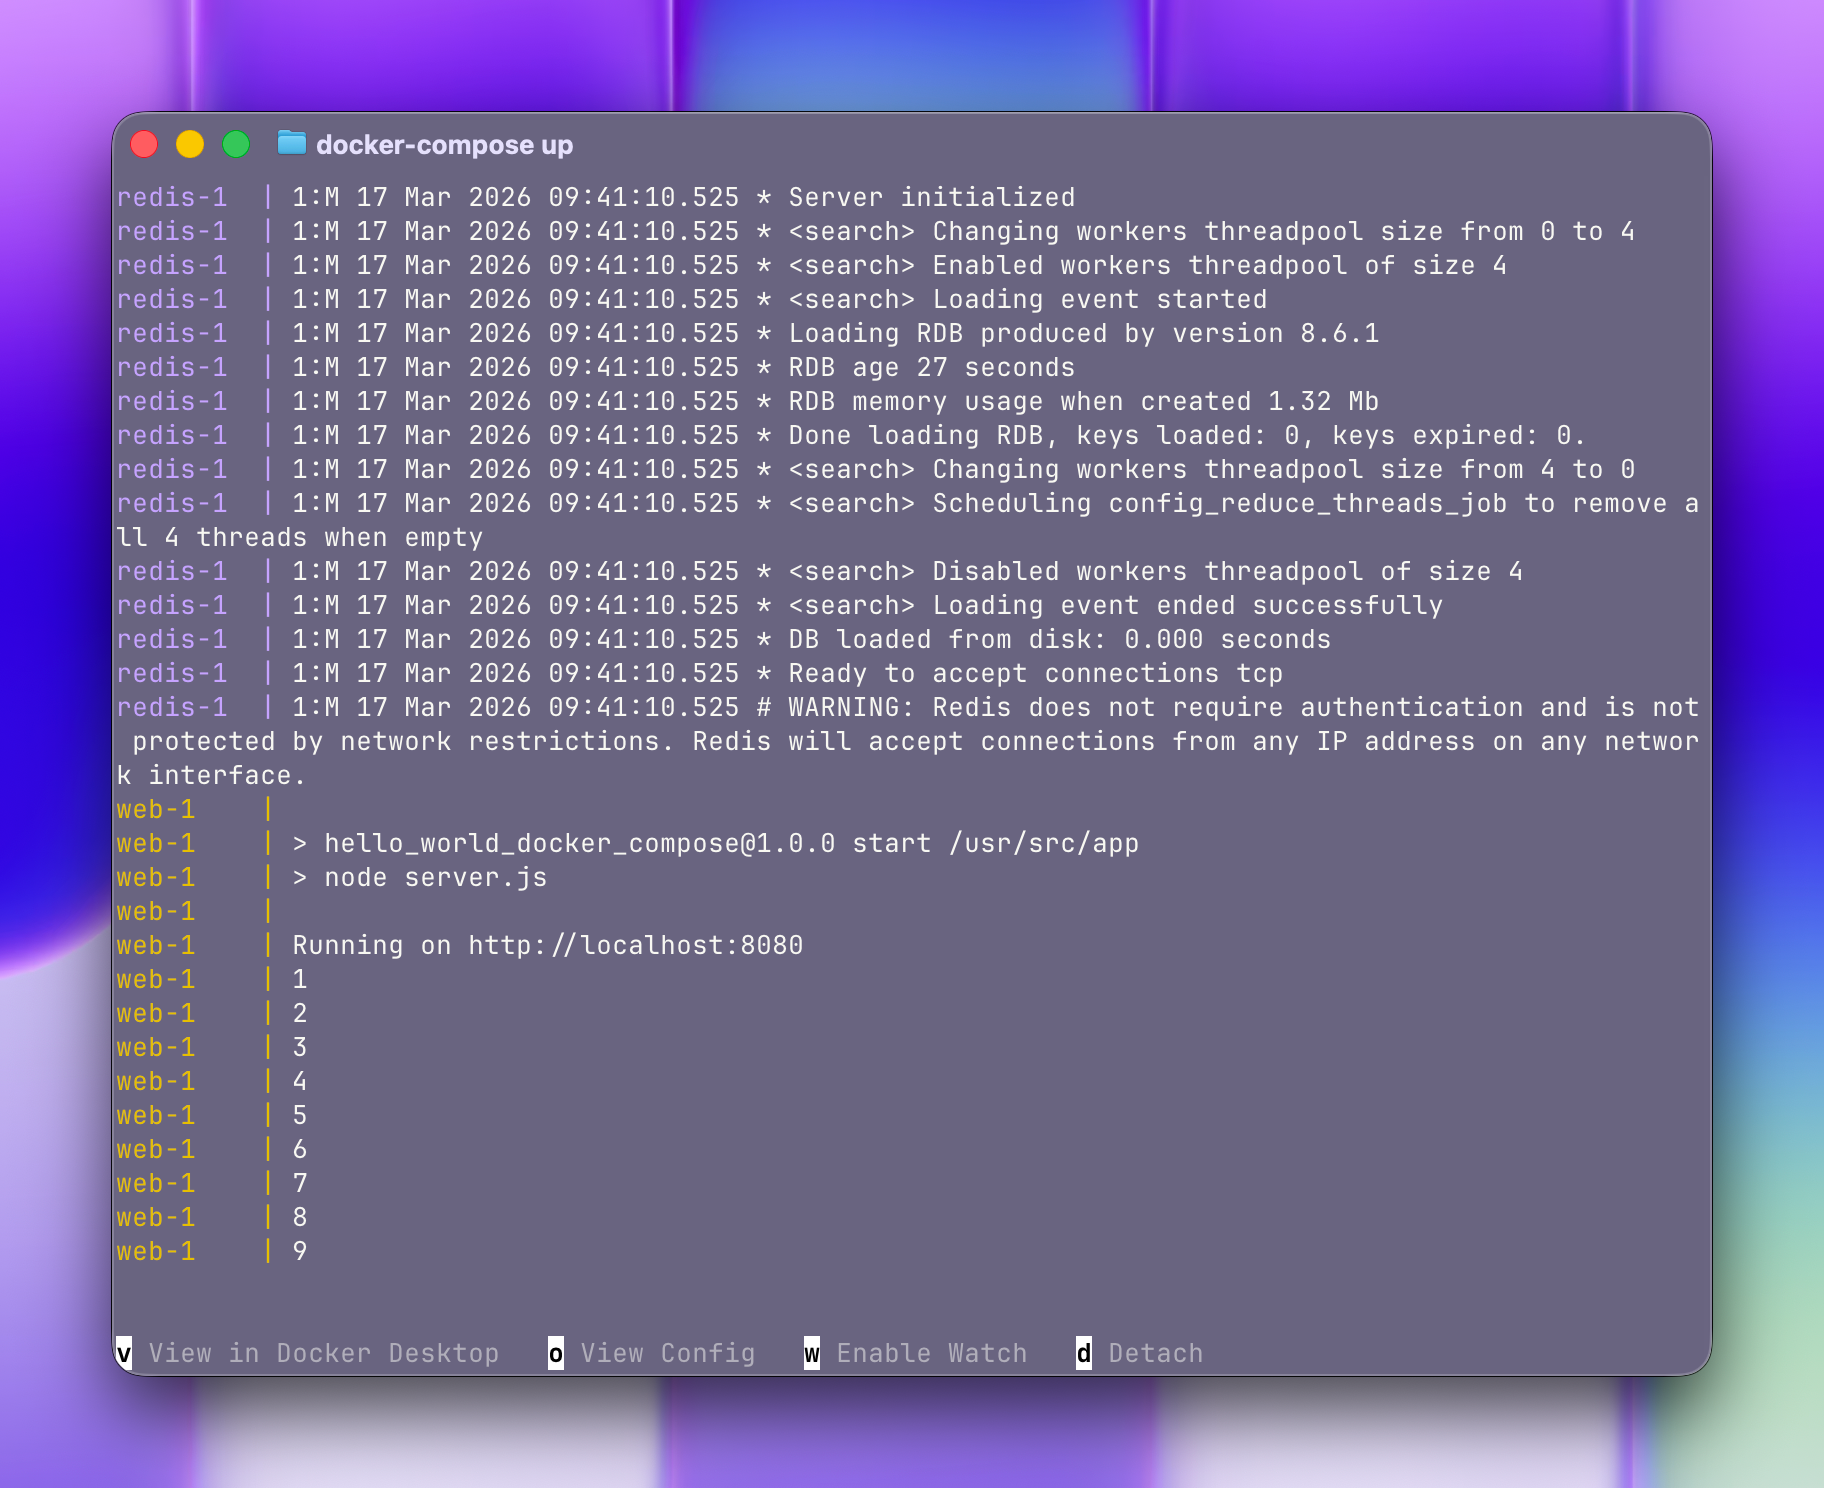 docker-compose up
redis-1  | 1:M 17 Mar 2026 09:41:10.525 * Server initialized
redis-1  | 1:M 17 Mar 2026 09:41:10.525 * <search> Changing workers threadpool size from 0 to 4
redis-1  | 1:M 17 Mar 2026 09:41:10.525 * <search> Enabled workers threadpool of size 4
redis-1  | 1:M 17 Mar 2026 09:41:10.525 * <search> Loading event started
redis-1  | 1:M 17 Mar 2026 09:41:10.525 * Loading RDB produced by version 8.6.1
redis-1  | 1:M 17 Mar 2026 09:41:10.525 * RDB age 27 seconds
redis-1  | 1:M 17 Mar 2026 09:41:10.525 * RDB memory usage when created 1.32 Mb
redis-1  | 1:M 17 Mar 2026 09:41:10.525 * Done loading RDB, keys loaded: 0, keys expired: 0.
redis-1  | 1:M 17 Mar 2026 09:41:10.525 * <search> Changing workers threadpool size from 4 to 0
redis-1  | 1:M 17 Mar 2026 09:41:10.525 * <search> Scheduling config_reduce_threads_job to remove a
ll 4 threads when empty
redis-1  | 1:M 17 Mar 2026 09:41:10.525 * <search> Disabled workers threadpool of size 4
redis-1  | 1:M 17 Mar 2026 09:41:10.525 * <search> Loading event ended successfully
redis-1  | 1:M 17 Mar 2026 09:41:10.525 * DB loaded from disk: 0.000 seconds
redis-1  | 1:M 17 Mar 2026 09:41:10.525 * Ready to accept connections tcp
redis-1  | 1:M 17 Mar 2026 09:41:10.525 # WARNING: Redis does not require authentication and is not
 protected by network restrictions. Redis will accept connections from any IP address on any networ
k interface.
web-1    |
web-1    | > hello_world_docker_compose@1.0.0 start /usr/src/app
web-1    | > node server.js
web-1    |
web-1    | Running on http://localhost:8080
web-1    | 1
web-1    | 2
web-1    | 3
web-1    | 4
web-1    | 5
web-1    | 6
web-1    | 7
web-1    | 8
web-1    | 9
v View in Docker Desktop   o View Config   w Enable Watch   d Detach